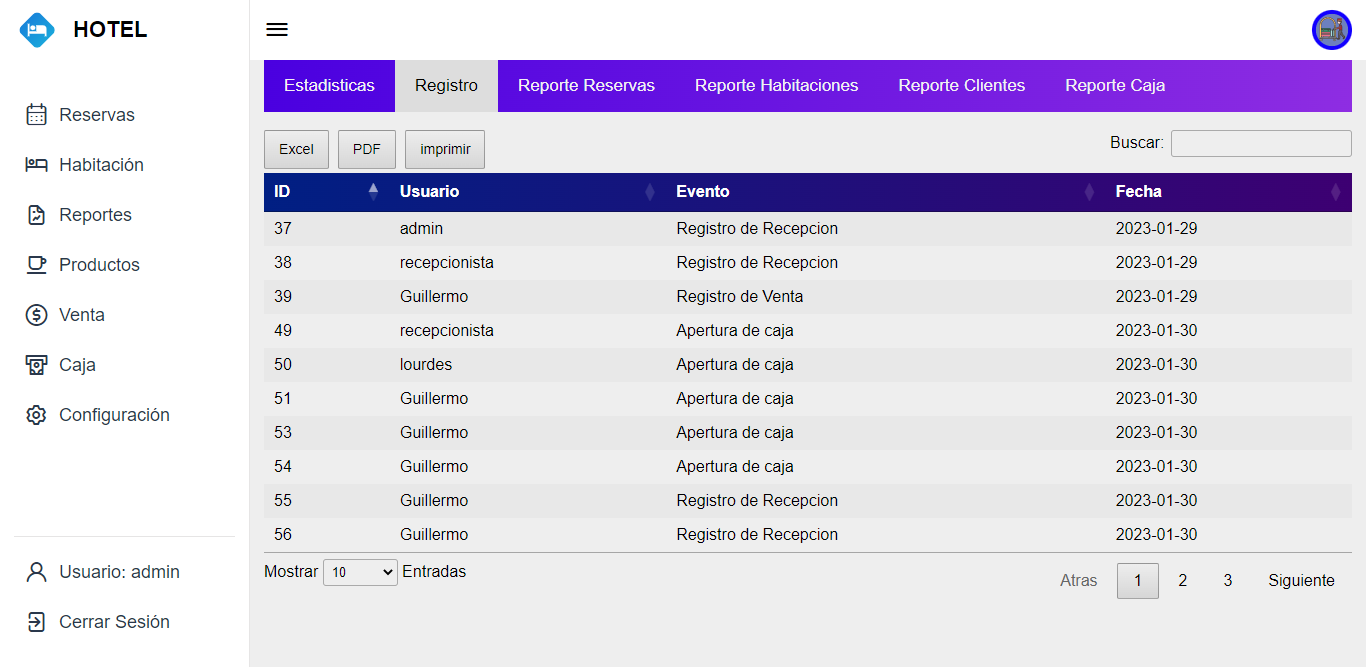 HOTEL
Reservas
Habitación
Reportes
Productos
Venta
Caja
Configuración
Usuario: admin
Cerrar Sesión
Estadisticas Registro Reporte Reservas Reporte Habitaciones Reporte Clientes Reporte Caja
Excel PDF imprimir Buscar:
ID Usuario Evento Fecha
37 admin Registro de Recepcion 2023-01-29
38 recepcionista Registro de Recepcion 2023-01-29
39 Guillermo Registro de Venta 2023-01-29
49 recepcionista Apertura de caja 2023-01-30
50 lourdes Apertura de caja 2023-01-30
51 Guillermo Apertura de caja 2023-01-30
53 Guillermo Apertura de caja 2023-01-30
54 Guillermo Apertura de caja 2023-01-30
55 Guillermo Registro de Recepcion 2023-01-30
56 Guillermo Registro de Recepcion 2023-01-30
Mostrar 10 Entradas
Atras 1 2 3 Siguiente